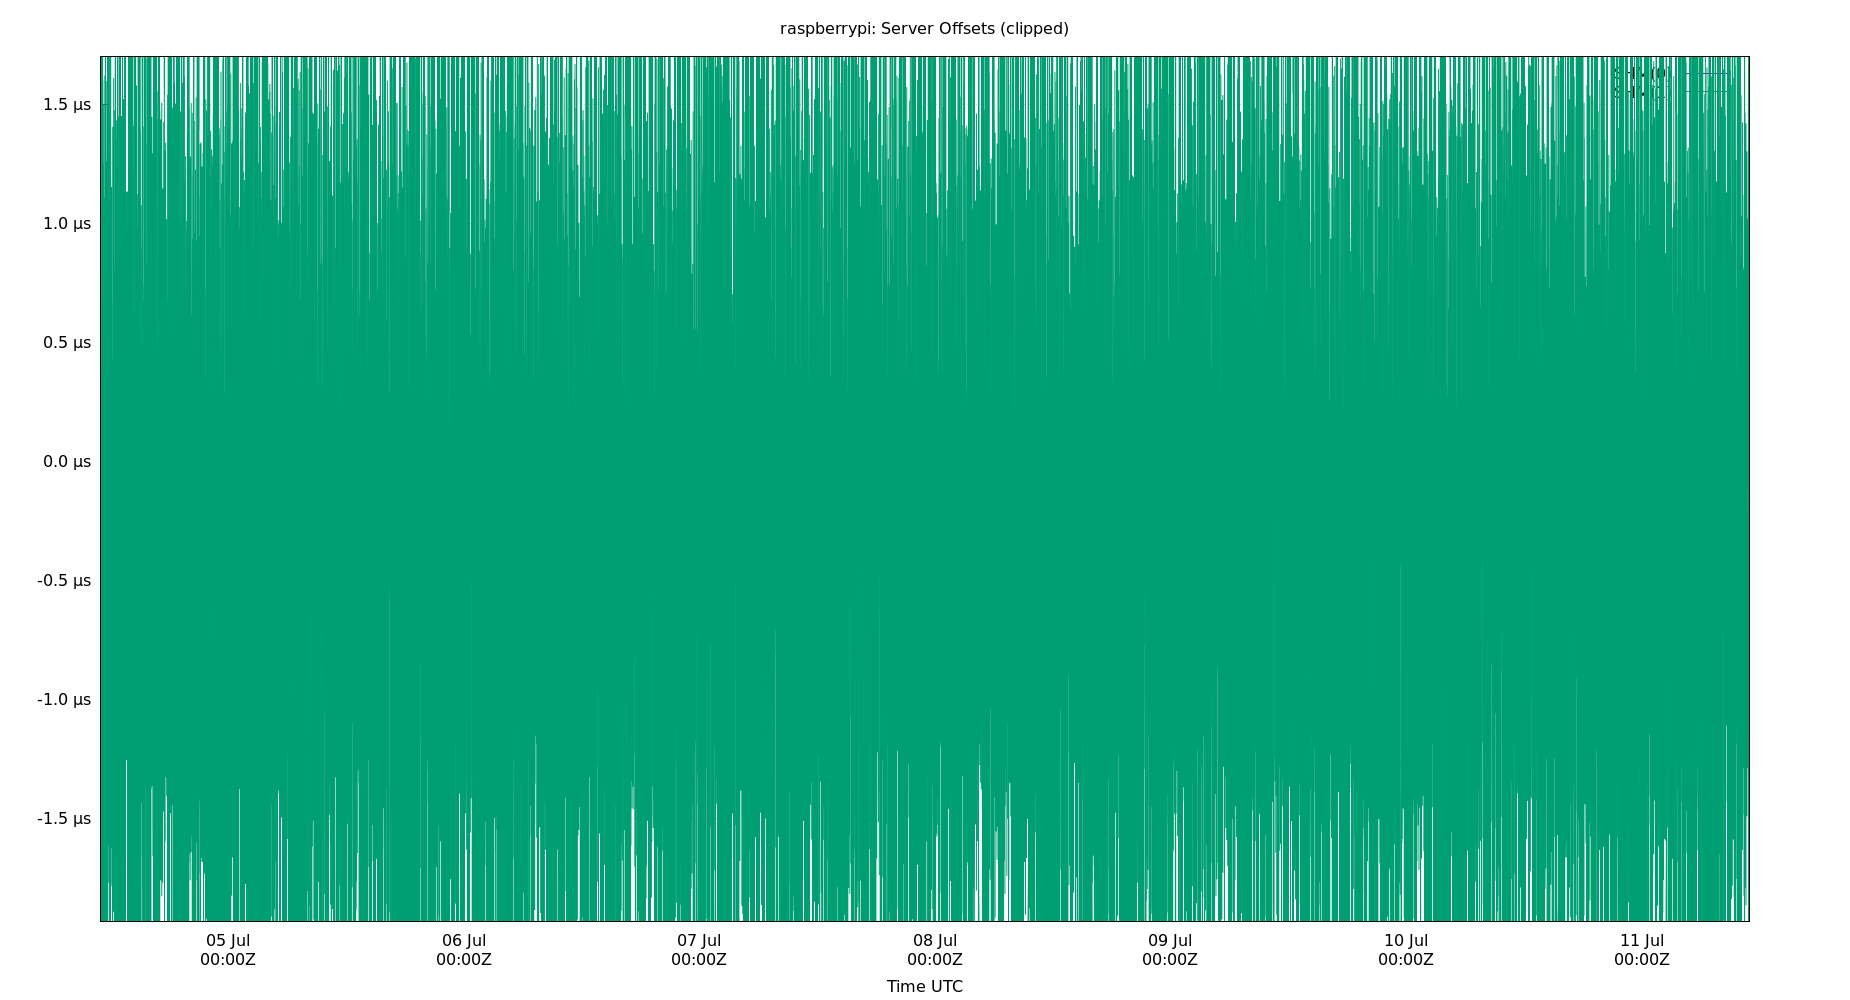 raspberrypi: Server Offsets (clipped)
1.5 µs
1.0 µs
0.5 µs
0.0 µs
-0.5 µs
-1.0 µs
-1.5 µs
05 Jul 06 Jul 07 Jul 08 Jul 09 Jul 10 Jul 11 Jul
00:00Z 00:00Z 00:00Z 00:00Z 00:00Z 00:00Z 00:00Z
Time UTC